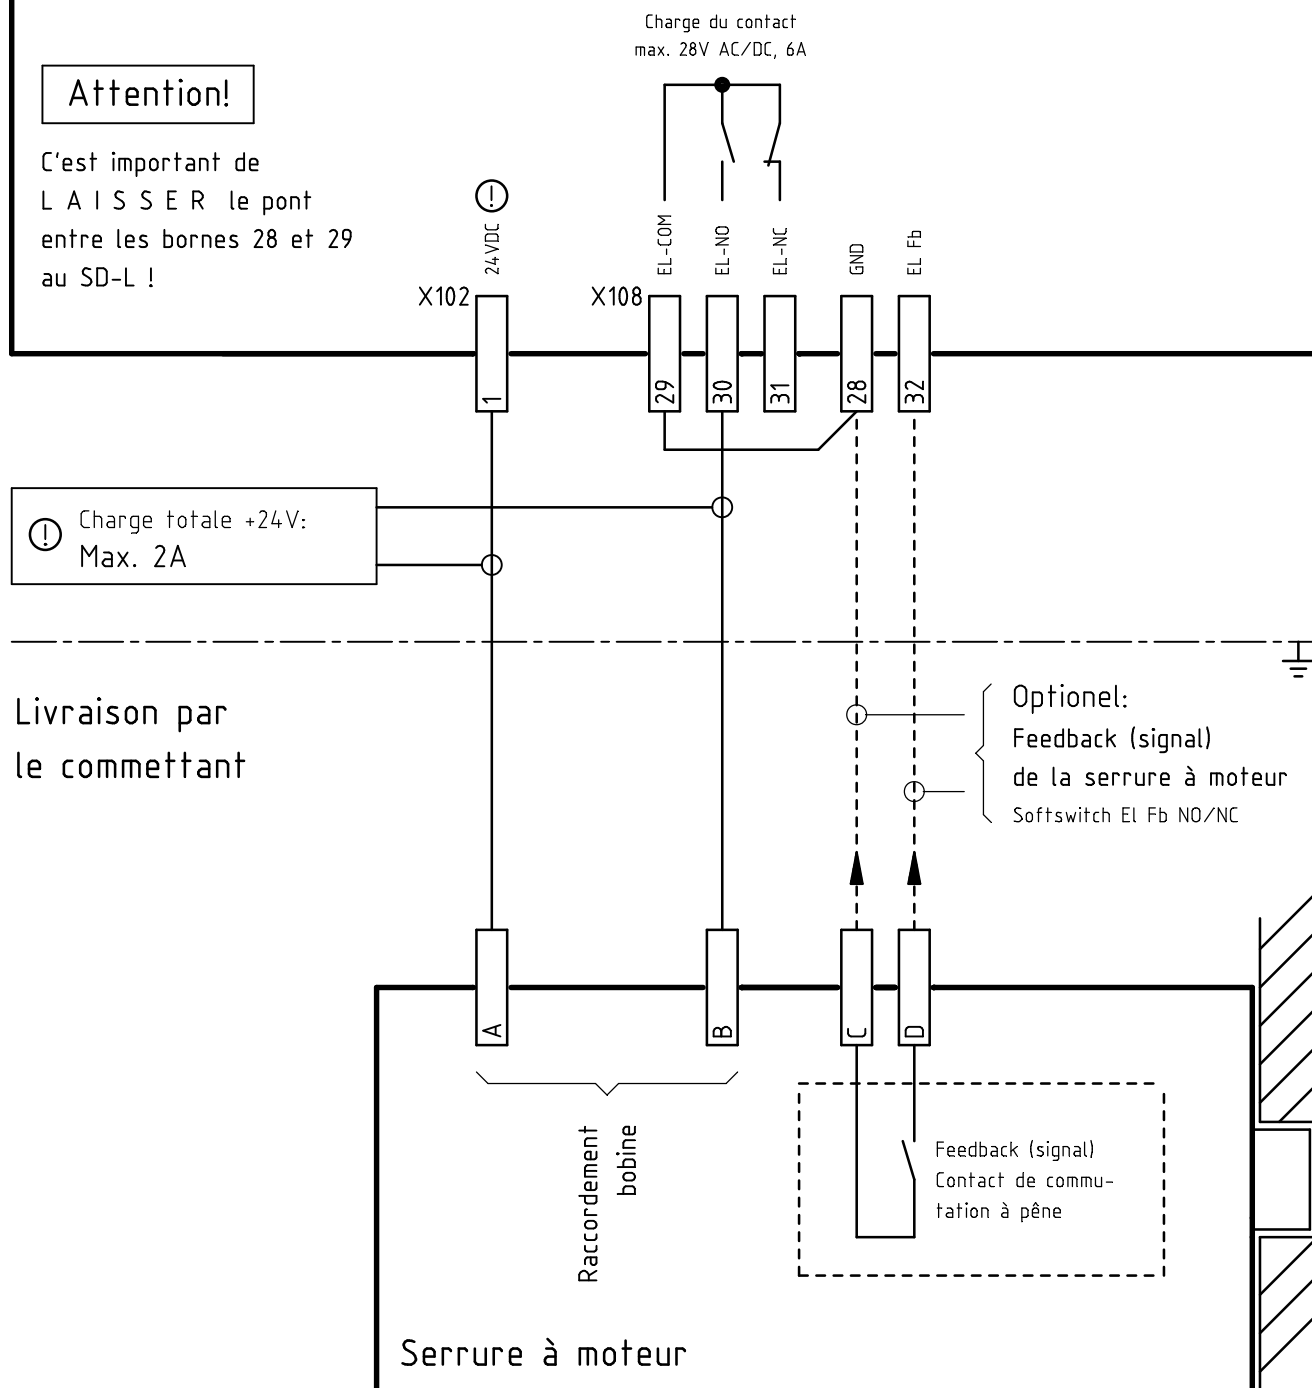 Charge du contact
max. 28V AC/DC, 6A
Attention!
C'est important de
L A I S S E R le pont
entre les bornes 28 et 29
au SD-L !
24VDC
EL-COM
EL-NO
EL-NC
GND
EL Fb
X102
X108
1
29
30
31
28
32
Charge totale +24V:
Max. 2A
Livraison par
le commettant
Optionel:
Feedback (signal)
de la serrure à moteur
Softswitch El Fb NO/NC
A
B
C
D
Raccordement
bobine
Feedback (signal)
Contact de commu-
tation à pêne
Serrure à moteur